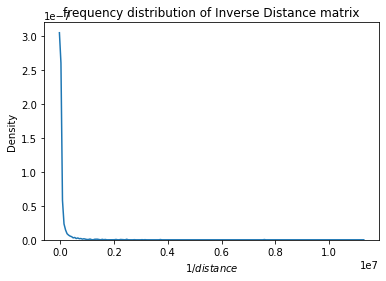 frequency distribution of Inverse Distance matrix
1e−7
3.0
2.5
2.0
1.5
1.0
0.5
0.0
Density
0.0 0.2 0.4 0.6 0.8 1.0
1e7
1/distance